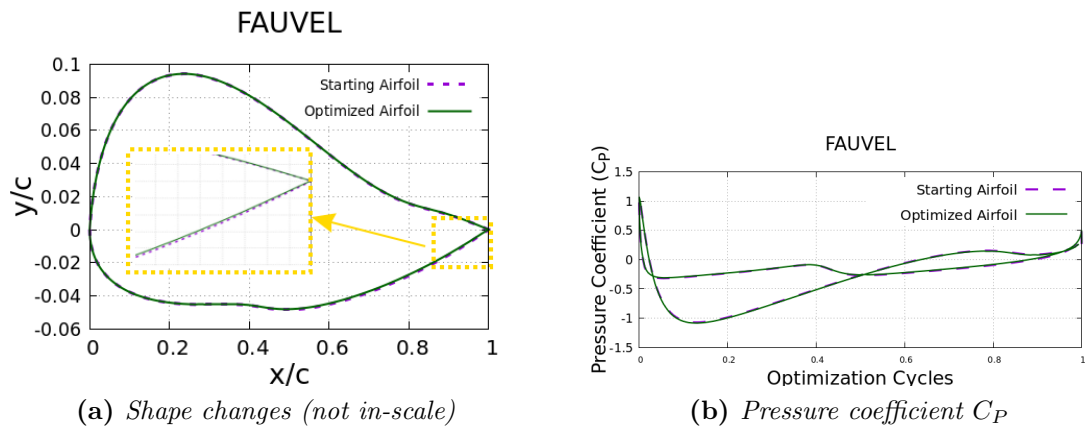 FAUVEL
Starting Airfoil
Optimized Airfoil
y/c
0.1
0.08
0.06
0.04
0.02
0
-0.02
-0.04
-0.06
0 0.2 0.4 0.6 0.8 1
x/c
(a) Shape changes (not in-scale)
FAUVEL
Starting Airfoil
Optimized Airfoil
Pressure Coefficient (CP)
1.5
1
0.5
0
-0.5
-1
-1.5
0 0.2 0.4 0.6 0.8 1
Optimization Cycles
(b) Pressure coefficient CP